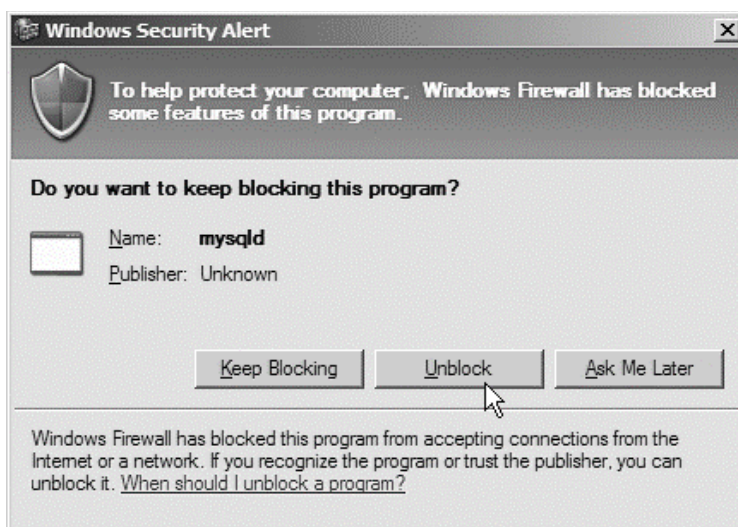 Windows Security Alert
To help protect your computer, Windows Firewall has blocked
some features of this program.
Do you want to keep blocking this program?
Name: mysqld
Publisher: Unknown
Keep Blocking Unblock Ask Me Later
Windows Firewall has blocked this program from accepting connections from the
Internet or a network. If you recognize the program or trust the publisher, you can
unblock it. When should I unblock a program?